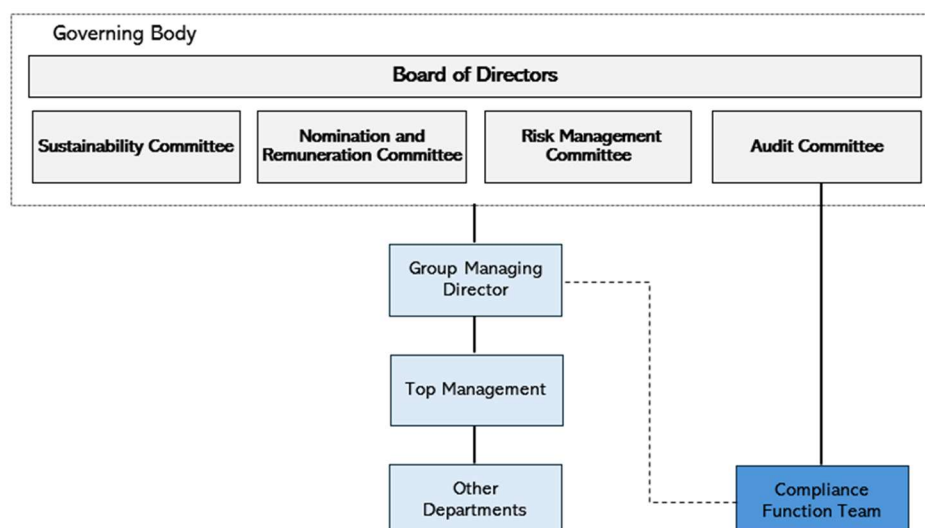 Governing Body
Board of Directors
Sustainability Committee
Nomination and
Remuneration Committee
Risk Management
Committee
Audit Committee
Group Managing
Director
Top Management
Other
Departments
Compliance
Function Team